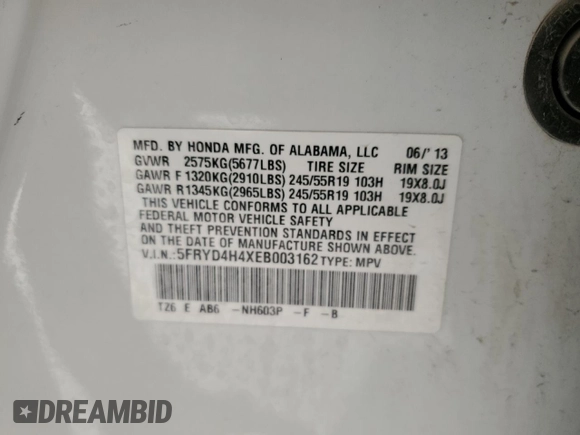 MFD. BY HONDA MFG. OF ALABAMA, LLC 06/'13
GVWR 2575KG(5677LBS) TIRE SIZE RIM SIZE
GAWR F 1320KG(2910LBS) 245/55R19 103H 19X8.0J
GAWR R1345KG(2965LBS) 245/55R19 103H 19X8.0J
THIS VEHICLE CONFORMS TO ALL APPLICABLE
FEDERAL MOTOR VEHICLE SAFETY
AND THEFT PREVENTION STANDARDS IN EFFECT
ON THE DATE OF MANUFACTURE SHOWN ABOVE.
V.I.N.: 5FRYD4H4XEB003162 TYPE: MPV
TZ6 E AB6 -NH603P -F -B
DREAMBID